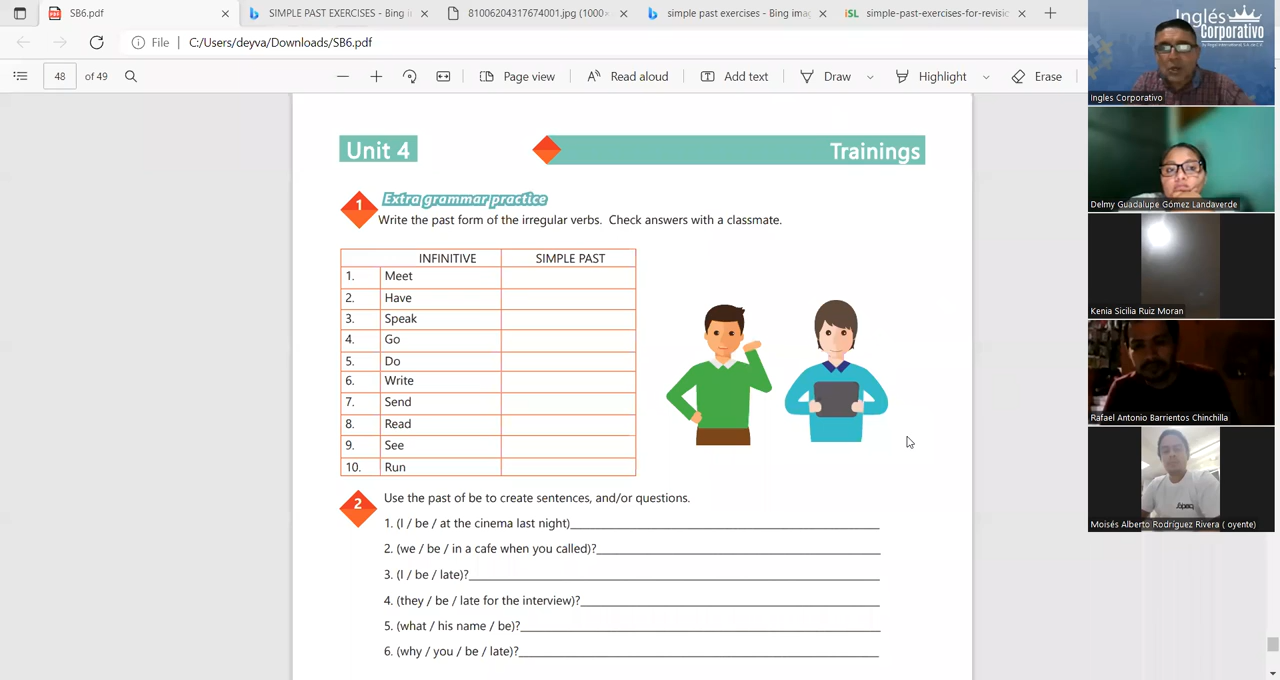 SB6.pdf
SIMPLE PAST EXERCISES - Bing i
81b06204317674001.jpg (1000×
simple past exercises - Bing ima
simple-past-exercises-for-revisi
File
C:/Users/deyva/Downloads/SB6.pdf
48 of 49
Page view
Read aloud
Add text
Draw
Highlight
Erase
Unit 4
Trainings
1
Extra grammar practice
Write the past form of the irregular verbs. Check answers with a classmate.
INFINITIVE SIMPLE PAST
1. Meet
2. Have
3. Speak
4. Go
5. Do
6. Write
7. Send
8. Read
9. See
10. Run
2
Use the past of be to create sentences, and/or questions.
1. (I / be / at the cinema last night)
2. (we / be / in a cafe when you called)?
3. (I / be / late)?
4. (they / be / late for the interview)?
5. (what / his name / be)?
6. (why / you / be / late)?
Inglés
Corporativo
Ingles Corporativo
Delmy Guadalupe Gómez Landaverde
Kenia Sicilia Ruiz Moran
Rafael Antonio Barrientos Chinchilla
Moisés Alberto Rodríguez Rivera ( oyente)